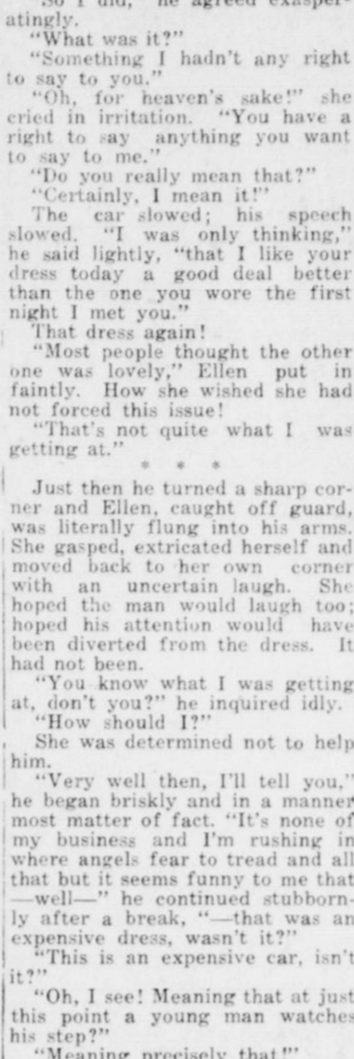 "So I did," he agreed exasper-
atingly.
"What was it?"
"Something I hadn't any right
to say to you."
"Oh, for heaven's sake!" she
cried in irritation. "You have a
right to say anything you want
to say to me."
"Do you really mean that?"
"Certainly, I mean it!"
The car slowed; his speech
slowed. "I was only thinking,"
he said lightly, "that I like your
dress today a good deal better
than the one you wore the first
night I met you."
That dress again!
"Most people thought the other
one was lovely," Ellen put in
faintly. How she wished she had
not forced this issue!
"That's not quite what I was
getting at."
* * *
Just then he turned a sharp cor-
ner and Ellen, caught off guard,
was literally flung into his arms.
She gasped, extricated herself and
moved back to her own corner
with an uncertain laugh. She
hoped the man would laugh too;
hoped his attention would have
been diverted from the dress. It
had not been.
"You know what I was getting
at, don't you?" he inquired idly.
"How should I?"
She was determined not to help
him.
"Very well then, I'll tell you,"
he began briskly and in a manner
most matter of fact. "It's none of
my business and I'm rushing in
where angels fear to tread and all
that but it seems funny to me that
—well—" he continued stubborn-
ly after a break, "—that was an
expensive dress, wasn't it?"
"This is an expensive car, isn't
it?"
"Oh, I see! Meaning that at just
this point a young man watches
his step?"
"Meaning precisely that!"